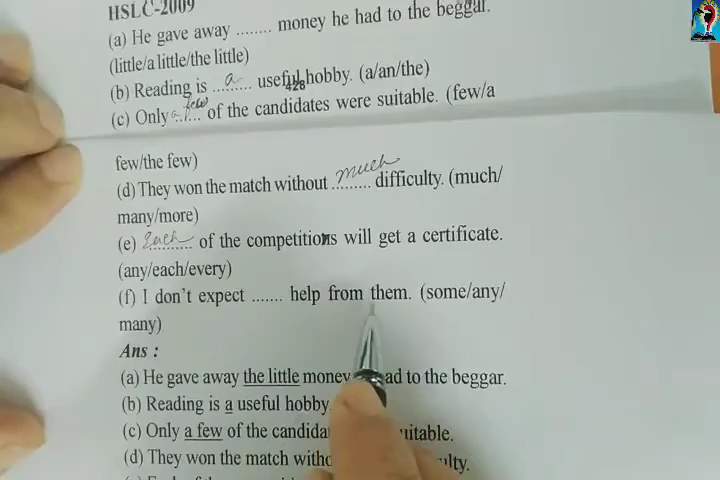 HSLC-2009
(a) He gave away ........ money he had to the beggar.
(little/a little/the little)
(b) Reading is ...a... useful hobby. (a/an/the)
428
(c) Only a few of the candidates were suitable. (few/a
few/the few)
(d) They won the match without much difficulty. (much/
many/more)
(e) Each of the competitions will get a certificate.
(any/each/every)
(f) I don't expect ....... help from them. (some/any/
many)
Ans :
(a) He gave away the little money ad to the beggar.
(b) Reading is a useful hobby
(c) Only a few of the candida uitable.
(d) They won the match witho ulty.